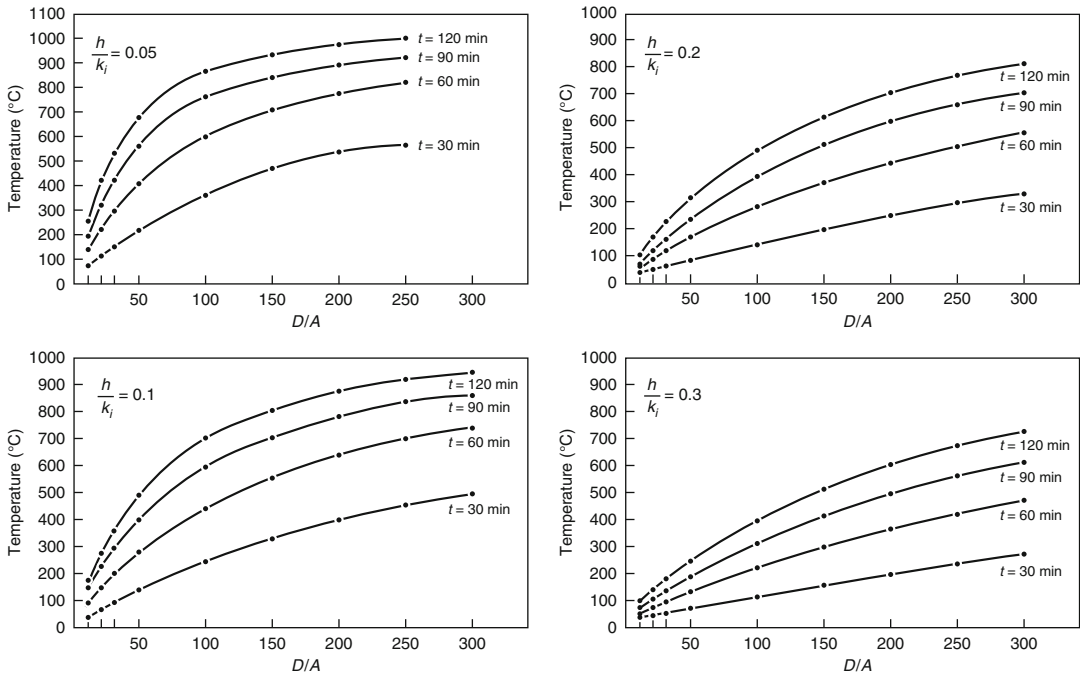 1100
1000
900
800
700
600
500
400
300
200
100
0
Temperature (°C)
h
k_i = 0.05
t = 120 min
t = 90 min
t = 60 min
t = 30 min
50 100 150 200 250 300
D/A
1000
900
800
700
600
500
400
300
200
100
0
Temperature (°C)
h
k_i = 0.2
t = 120 min
t = 90 min
t = 60 min
t = 30 min
50 100 150 200 250 300
D/A
1000
900
800
700
600
500
400
300
200
100
0
Temperature (°C)
h
k_i = 0.1
t = 120 min
t = 90 min
t = 60 min
t = 30 min
50 100 150 200 250 300
D/A
1000
900
800
700
600
500
400
300
200
100
0
Temperature (°C)
h
k_i = 0.3
t = 120 min
t = 90 min
t = 60 min
t = 30 min
50 100 150 200 250 300
D/A